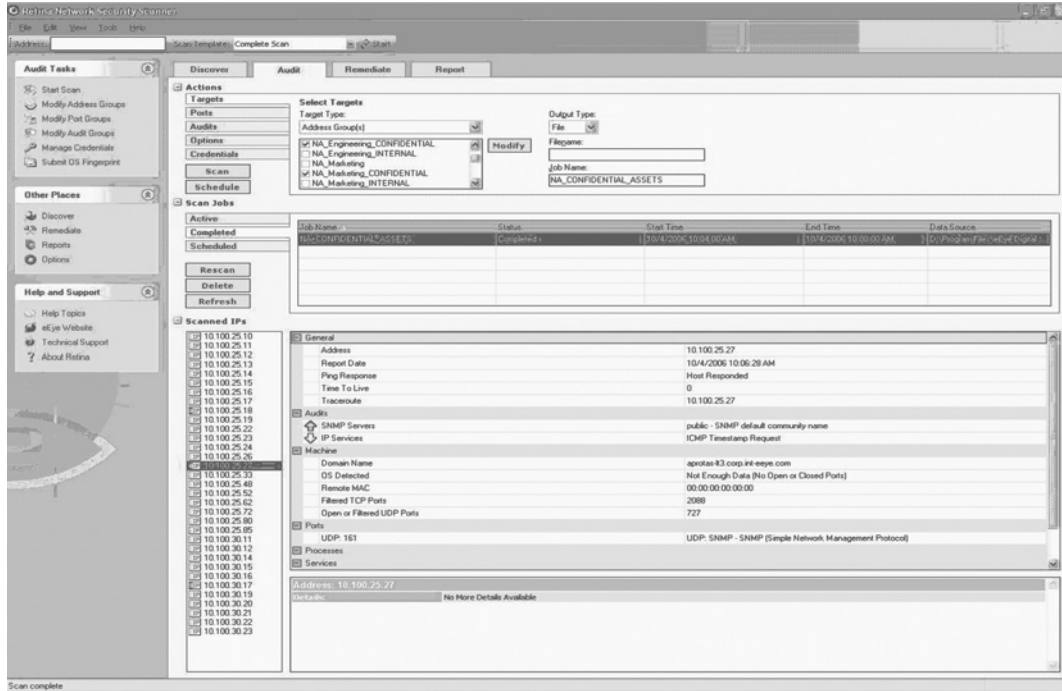 Retina Network Security Scanner
File Edit View Tools Help
Address: Scan Template: Complete Scan Start
Audit Tasks
Start Scan
Modify Address Groups
Modify Port Groups
Modify Audit Groups
Manage Credentials
Submit OS Fingerprint
Other Places
Discover
Remediate
Reports
Options
Help and Support
Help Topics
eEye Website
Technical Support
About Retina
Discover Audit Remediate Report
Actions
Targets
Ports
Audits
Options
Credentials
Scan
Schedule
Select Targets
Target Type:
Address Group(s)
NA_Engineering_CONFIDENTIAL
NA_Engineering_INTERNAL
NA_Marketing
NA_Marketing_CONFIDENTIAL
NA_Marketing_INTERNAL
Modify
Output Type:
File
Filename:
Job Name:
NA_CONFIDENTIAL_ASSETS
Scan Jobs
Active
Completed
Scheduled
Rescan
Delete
Refresh
Job Name Status Start Time End Time Data Source
NA_CONFIDENTIAL_ASSETS Completed 10/4/2006 10:04:00 AM
Scanned IPs
10.100.25.10
10.100.25.11
10.100.25.12
10.100.25.13
10.100.25.14
10.100.25.15
10.100.25.16
10.100.25.17
10.100.25.18
10.100.25.19
10.100.25.22
10.100.25.23
10.100.25.24
10.100.25.26
10.100.25.27
10.100.25.33
10.100.25.48
10.100.25.52
10.100.25.62
10.100.25.72
10.100.25.80
10.100.25.85
10.100.30.11
10.100.30.12
10.100.30.14
10.100.30.15
10.100.30.16
10.100.30.17
10.100.30.19
10.100.30.20
10.100.30.21
10.100.30.22
10.100.30.23
General
Address 10.100.25.27
Report Date 10/4/2006 10:06:28 AM
Ping Response Host Responded
Time To Live 0
Traceroute 10.100.25.27
Audits
SNMP Servers public - SNMP default community name
IP Services ICMP Timestamp Request
Machine
Domain Name aprotas-lt3.corp.int-eeye.com
OS Detected Not Enough Data (No Open or Closed Ports)
Remote MAC 00:00:00:00:00:00
Filtered TCP Ports 2088
Open or Filtered UDP Ports 727
Ports
UDP: 161 UDP: SNMP - SNMP (Simple Network Management Protocol)
Processes
Services
Address: 10.100.25.27
Details: No More Details Available
Scan complete